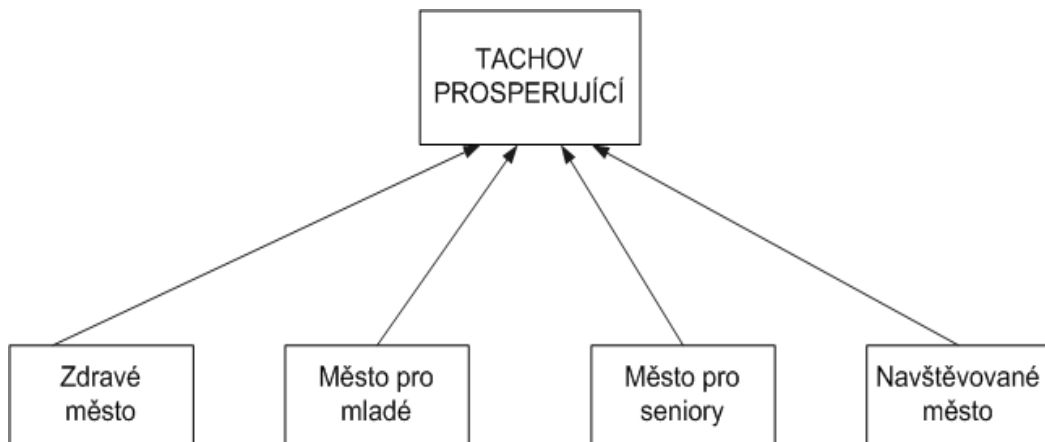 TACHOV
PROSPERUJÍCÍ
Zdravé
město
Město pro
mladé
Město pro
seniory
Navštěvované
město